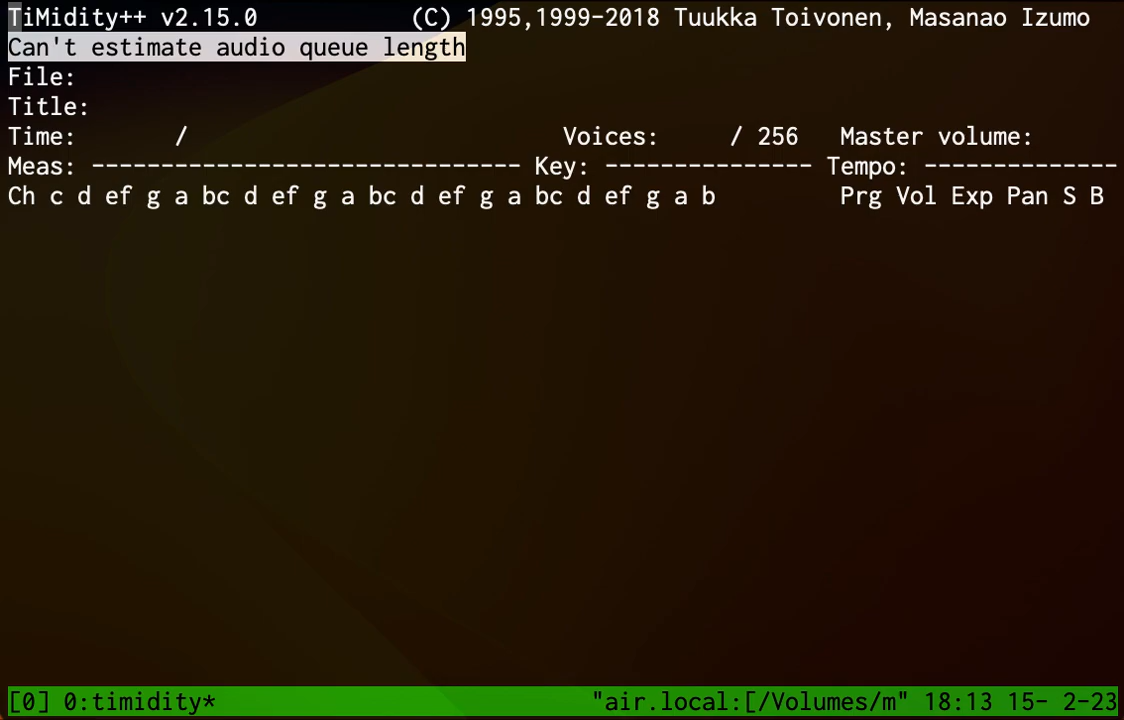 TiMidity++ v2.15.0 (C) 1995,1999-2018 Tuukka Toivonen, Masanao Izumo
Can't estimate audio queue length
File:
Title:
Time: / Voices: / 256 Master volume:
Meas: ------------------------------- Key: --------------- Tempo: --------------
Ch c d ef g a bc d ef g a bc d ef g a bc d ef g a b Prg Vol Exp Pan S B
[0] 0:timidity* "air.local:[/Volumes/m" 18:13 15- 2-23